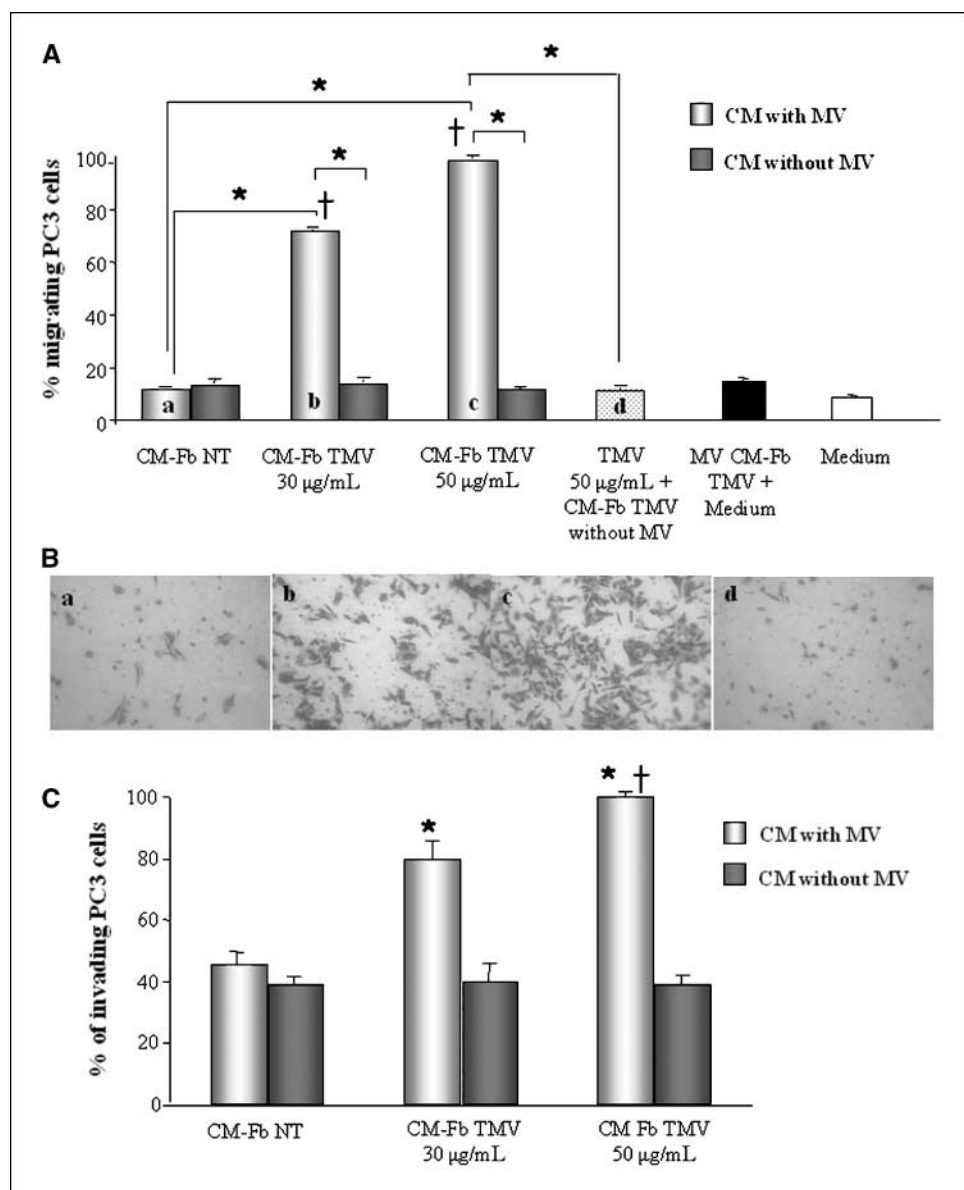 A
*
*
CM with MV
†
*
CM without MV
*
*
†
% migrating PC3 cells
100
80
60
40
20
0
a
b
c
d
CM-Fb NT
CM-Fb TMV
30 µg/mL
CM-Fb TMV
50 µg/mL
TMV
50 µg/mL +
CM-Fb TMV
without MV
MV CM-Fb
TMV +
Medium
Medium
B
a
b
c
d
C
% of invading PC3 cells
100
80
60
40
20
0
*
* †
CM with MV
CM without MV
CM-Fb NT
CM-Fb TMV
30 µg/mL
CM Fb TMV
50 µg/mL